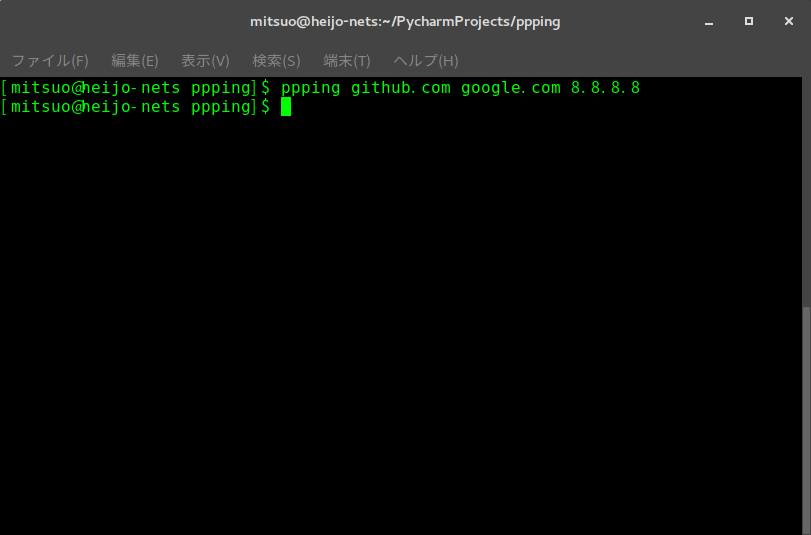 mitsuo@heijo-nets:~/PycharmProjects/ppping
ファイル(F) 編集(E) 表示(V) 検索(S) 端末(T) ヘルプ(H)
[mitsuo@heijo-nets ppping]$ ppping github.com google.com 8.8.8.8
[mitsuo@heijo-nets ppping]$